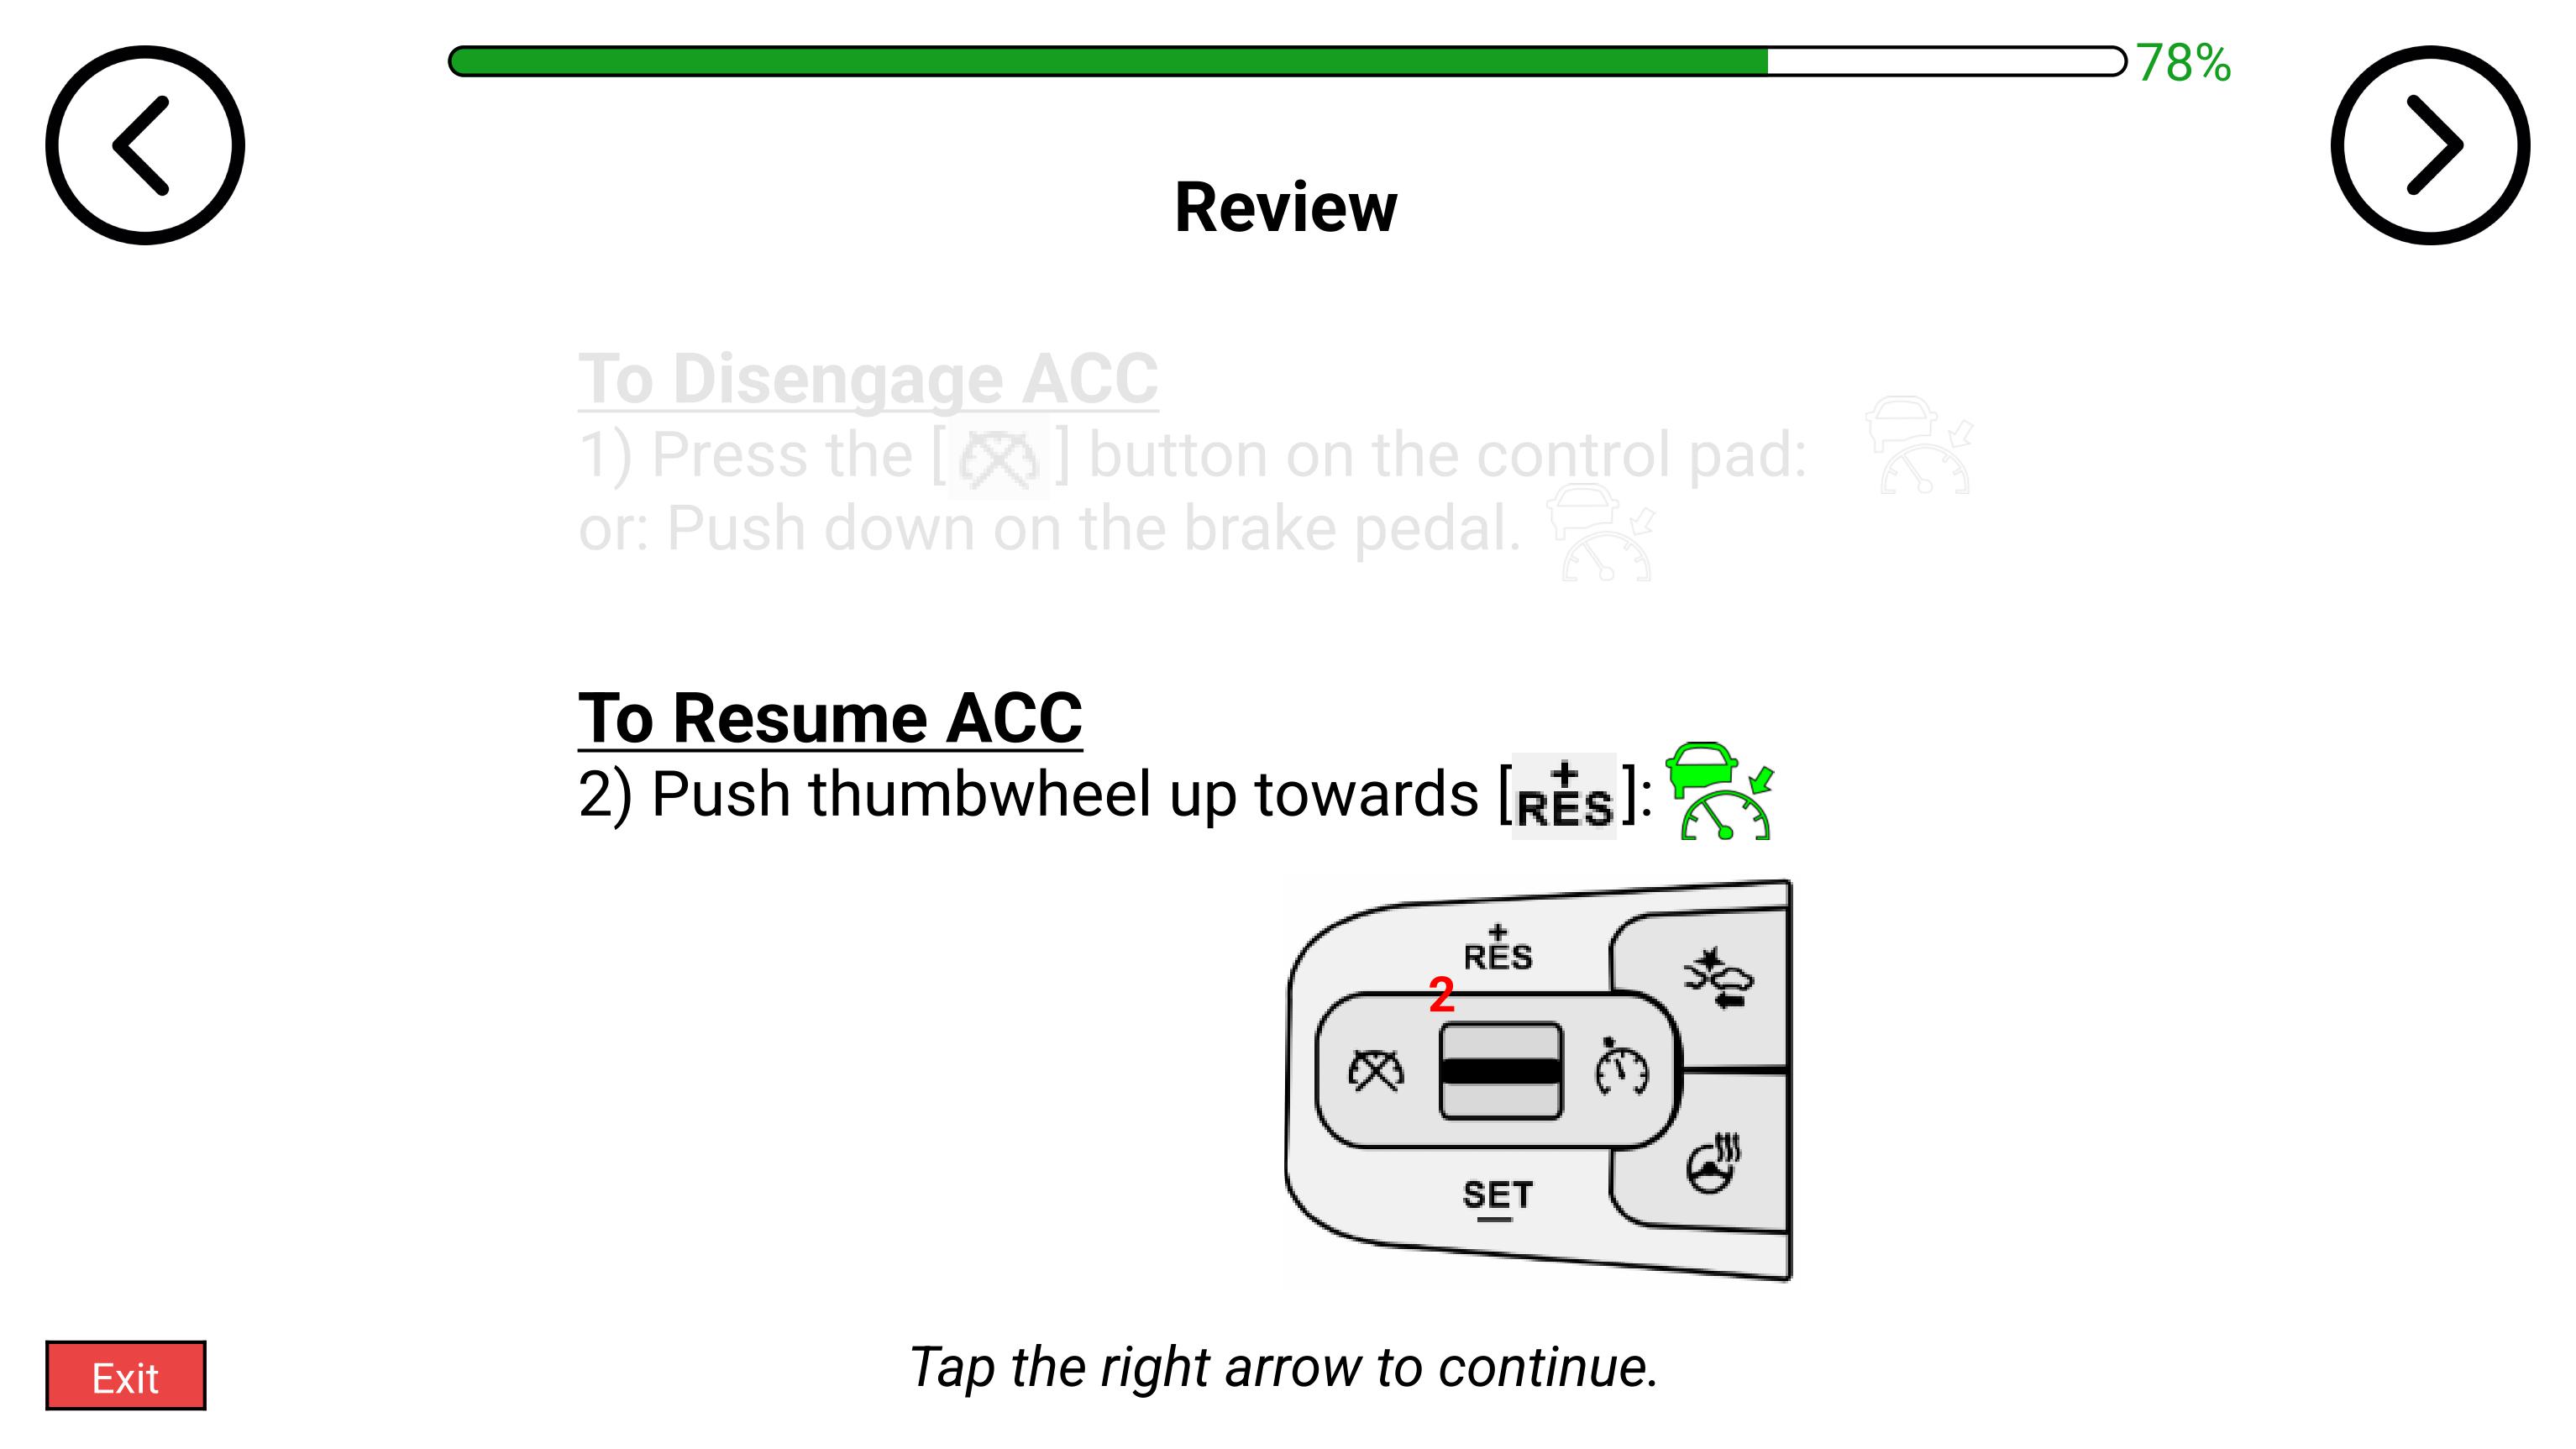 78%
Review
To Disengage ACC
1) Press the [ ] button on the control pad:
or: Push down on the brake pedal.
To Resume ACC
2) Push thumbwheel up towards [+ RES]:
+
RES
2
SET
Exit
Tap the right arrow to continue.